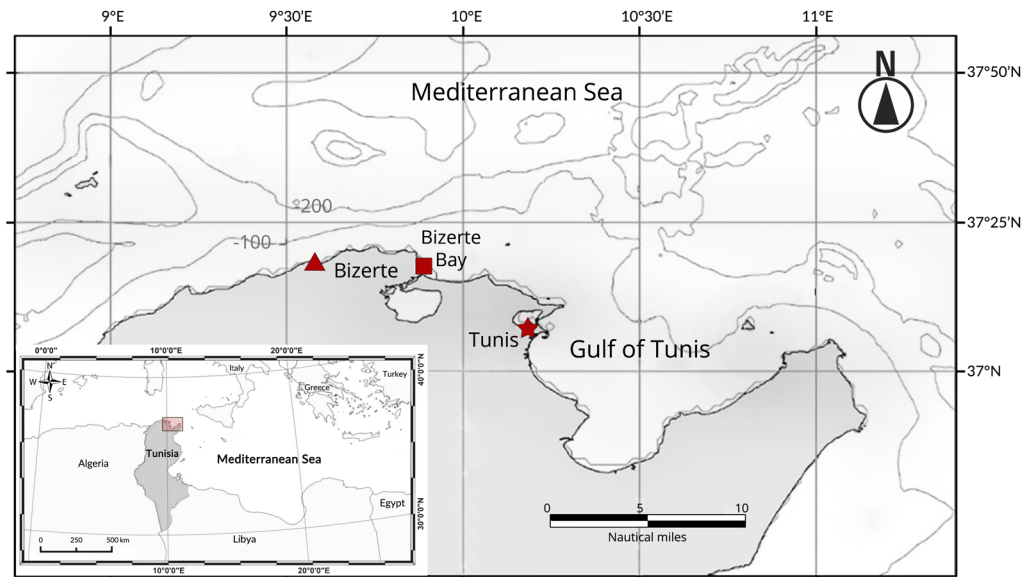 9° 9°30'E 10° 10°30'E 11°
N
37°50'N
Mediterranean Sea
-200
37°25'N
-100
Bizerte
Bay
Bizerte
Tunis
Gulf of Tunis
37°N
0 5 10
Nautical miles
0°0'0" 10°0'0"E 20°0'0"E
N
W E
S
Italy
Greece
Turkey
40°0'0"N
Tunisia
Algeria
Mediterranean Sea
Egypt
Libya
30°0'0"N
0 250 500 km
10°0'0"E 20°0'0"E